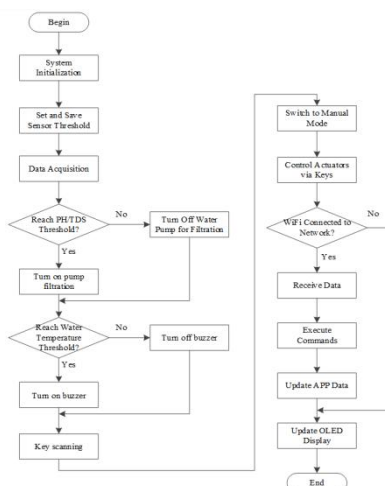 Begin
System
Initialization
Set and Save
Sensor Threshold
Data Acquisition
Reach PH/TDS
Threshold?
No
Turn Off Water
Pump for Filtration
Yes
Turn on pump
filtration
Reach Water
Temperature
Threshold?
No
Turn off buzzer
Yes
Turn on buzzer
Key scanning
Switch to Manual
Mode
Control Actuators
via Keys
WiFi Connected to
Network?
No
Yes
Receive Data
Execute
Commands
Update APP Data
Update OLED
Display
End